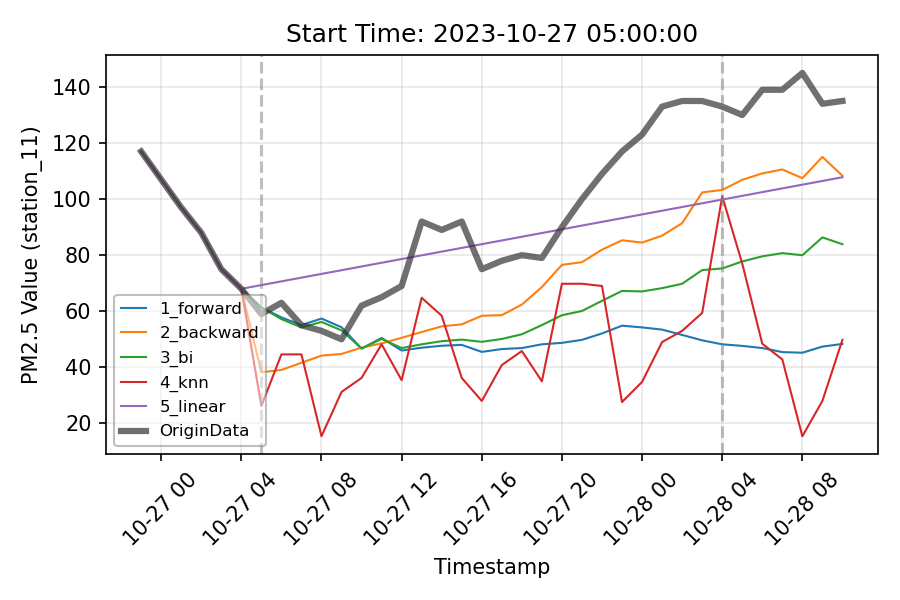 Start Time: 2023-10-27 05:00:00
PM2.5 Value (station_11)
140
120
100
80
60
40
20
1_forward
2_backward
3_bi
4_knn
5_linear
OriginData
10-27 00
10-27 04
10-27 08
10-27 12
10-27 16
10-27 20
10-28 00
10-28 04
10-28 08
Timestamp